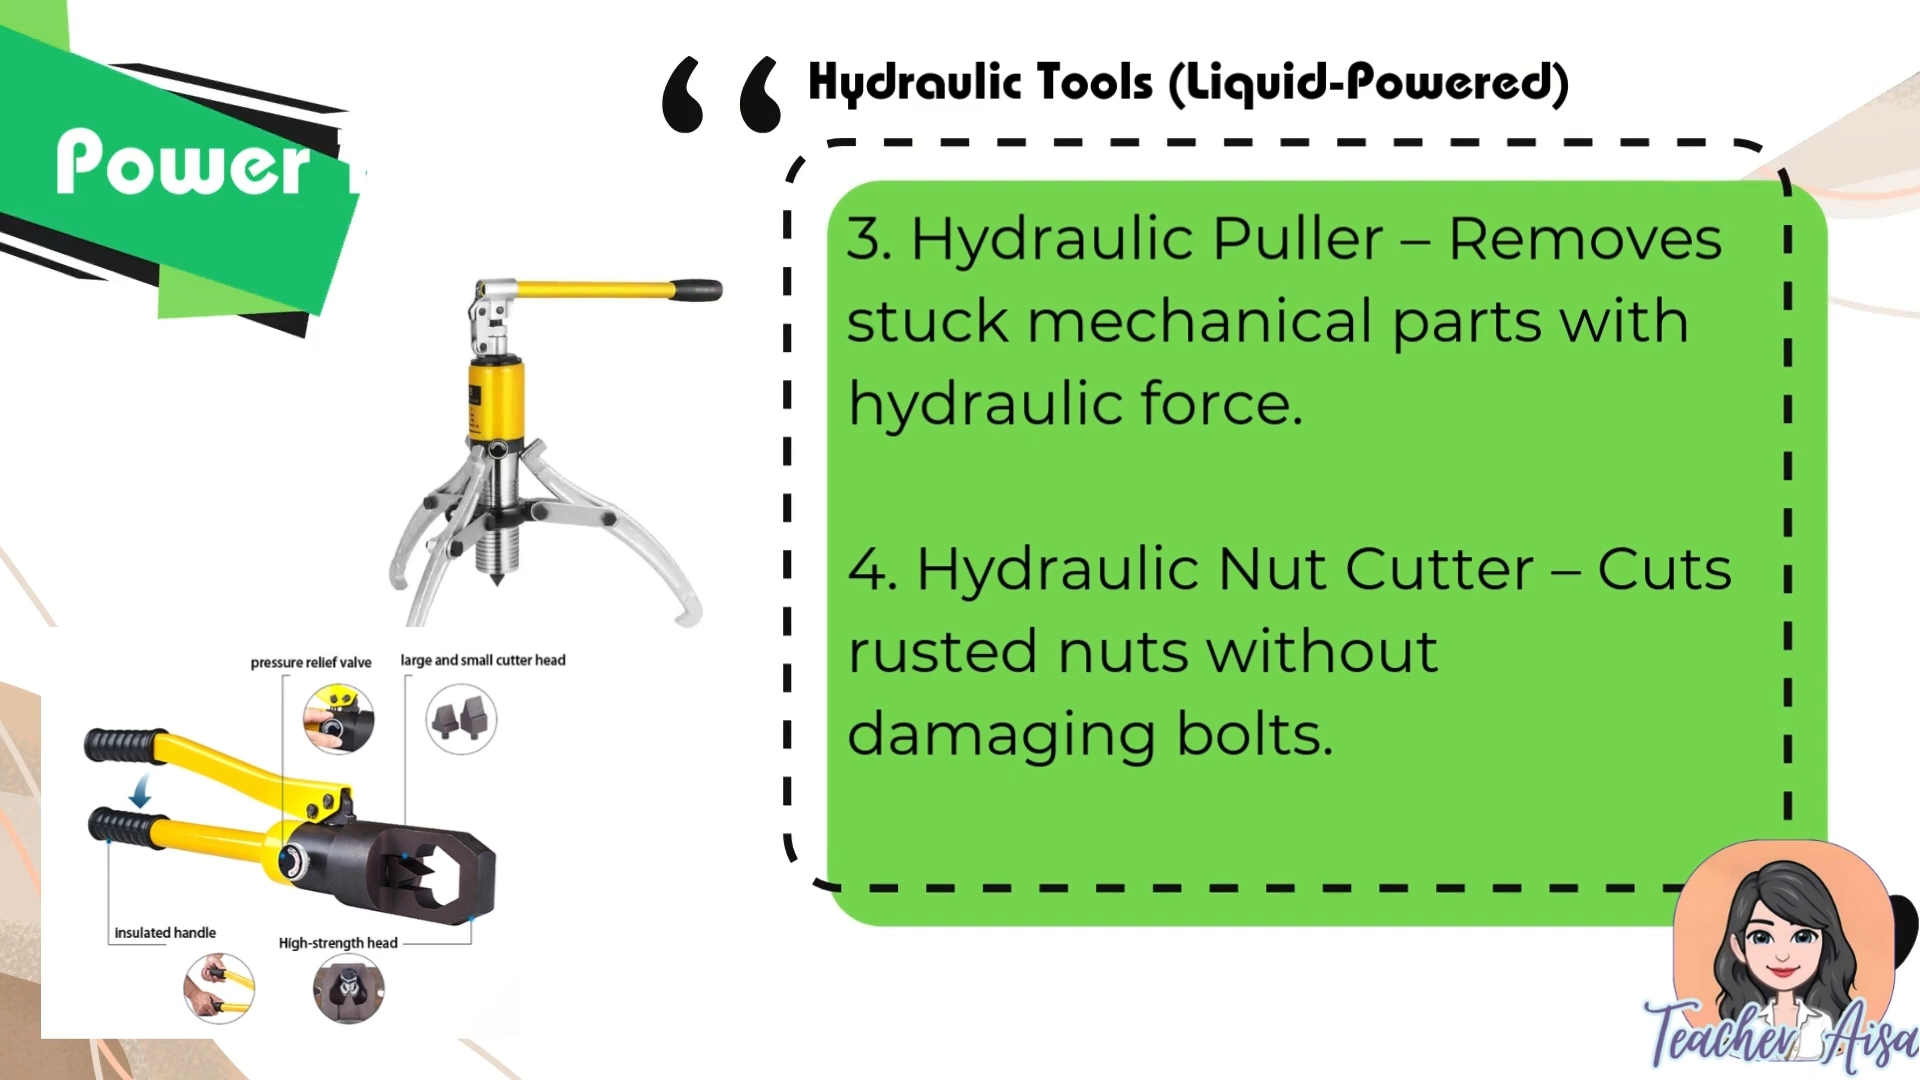 Power
Hydraulic Tools (Liquid-Powered)
3. Hydraulic Puller – Removes
stuck mechanical parts with
hydraulic force.
4. Hydraulic Nut Cutter – Cuts
rusted nuts without
damaging bolts.
pressure relief valve
large and small cutter head
insulated handle
High-strength head
Teacher Aisa